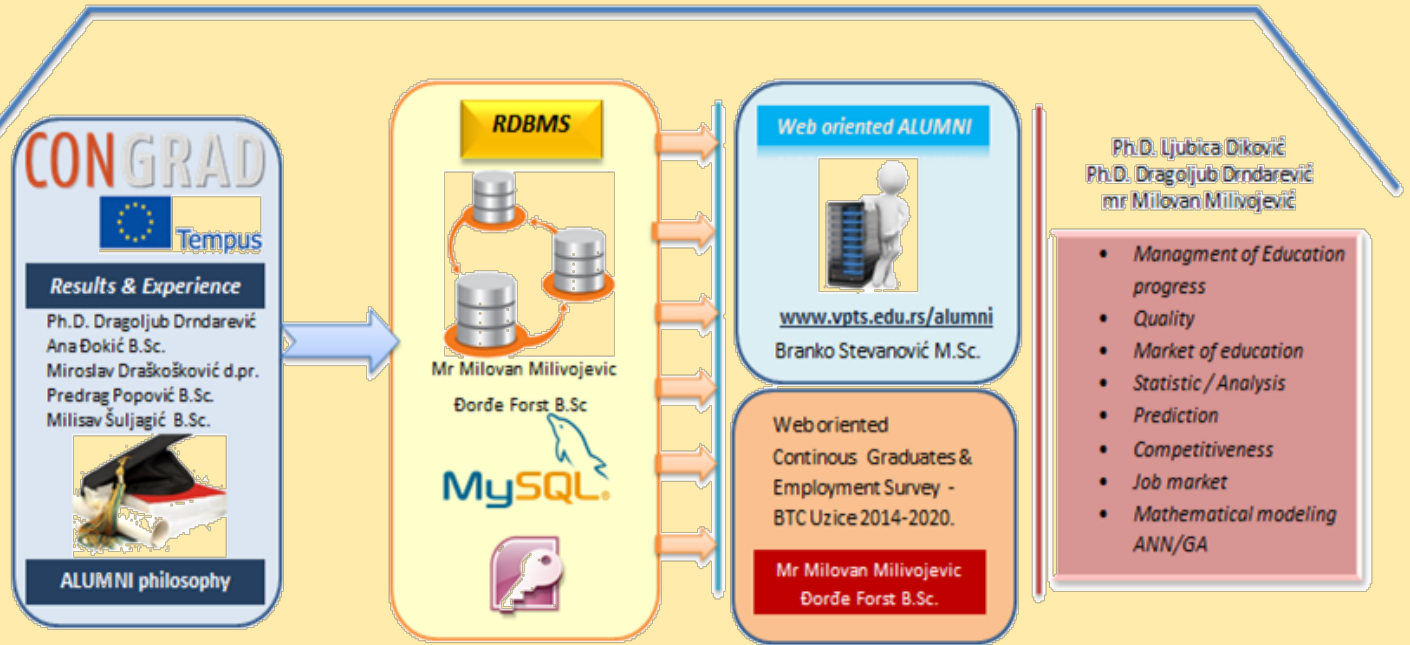 CONGRAD
Tempus
Results & Experience
Ph.D. Dragoljub Drndarević
Ana Đokić B.Sc.
Miroslav Draškošković d.pr.
Predrag Popović B.Sc.
Milisav Šuljagić B.Sc.
ALUMNI philosophy
RDBMS
Mr Milovan Milivojevic
Đorđe Forst B.Sc
MySQL®
Web oriented ALUMNI
www.vpts.edu.rs/alumni
Branko Stevanović M.Sc.
Web oriented
Continous Graduates &
Employment Survey -
BTC Uzice 2014-2020.
Mr Milovan Milivojevic
Đorđe Forst B.Sc.
Ph.D. Ljubica Diković
Ph.D. Dragoljub Drndarević
mr Milovan Milivojević
• Managment of Education
progress
• Quality
• Market of education
• Statistic / Analysis
• Prediction
• Competitiveness
• Job market
• Mathematical modeling
ANN/GA